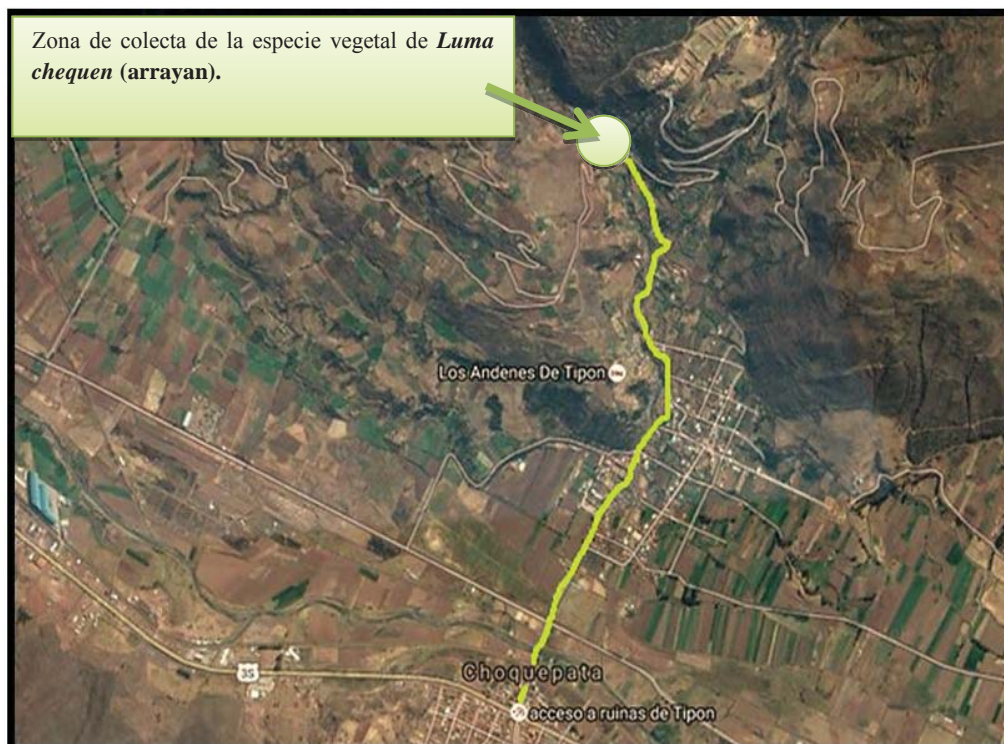 Zona de colecta de la especie vegetal de Luma
chequen (arrayan).
Los Andenes De Tipon
35
Choquepata
acceso a ruinas de Tipon